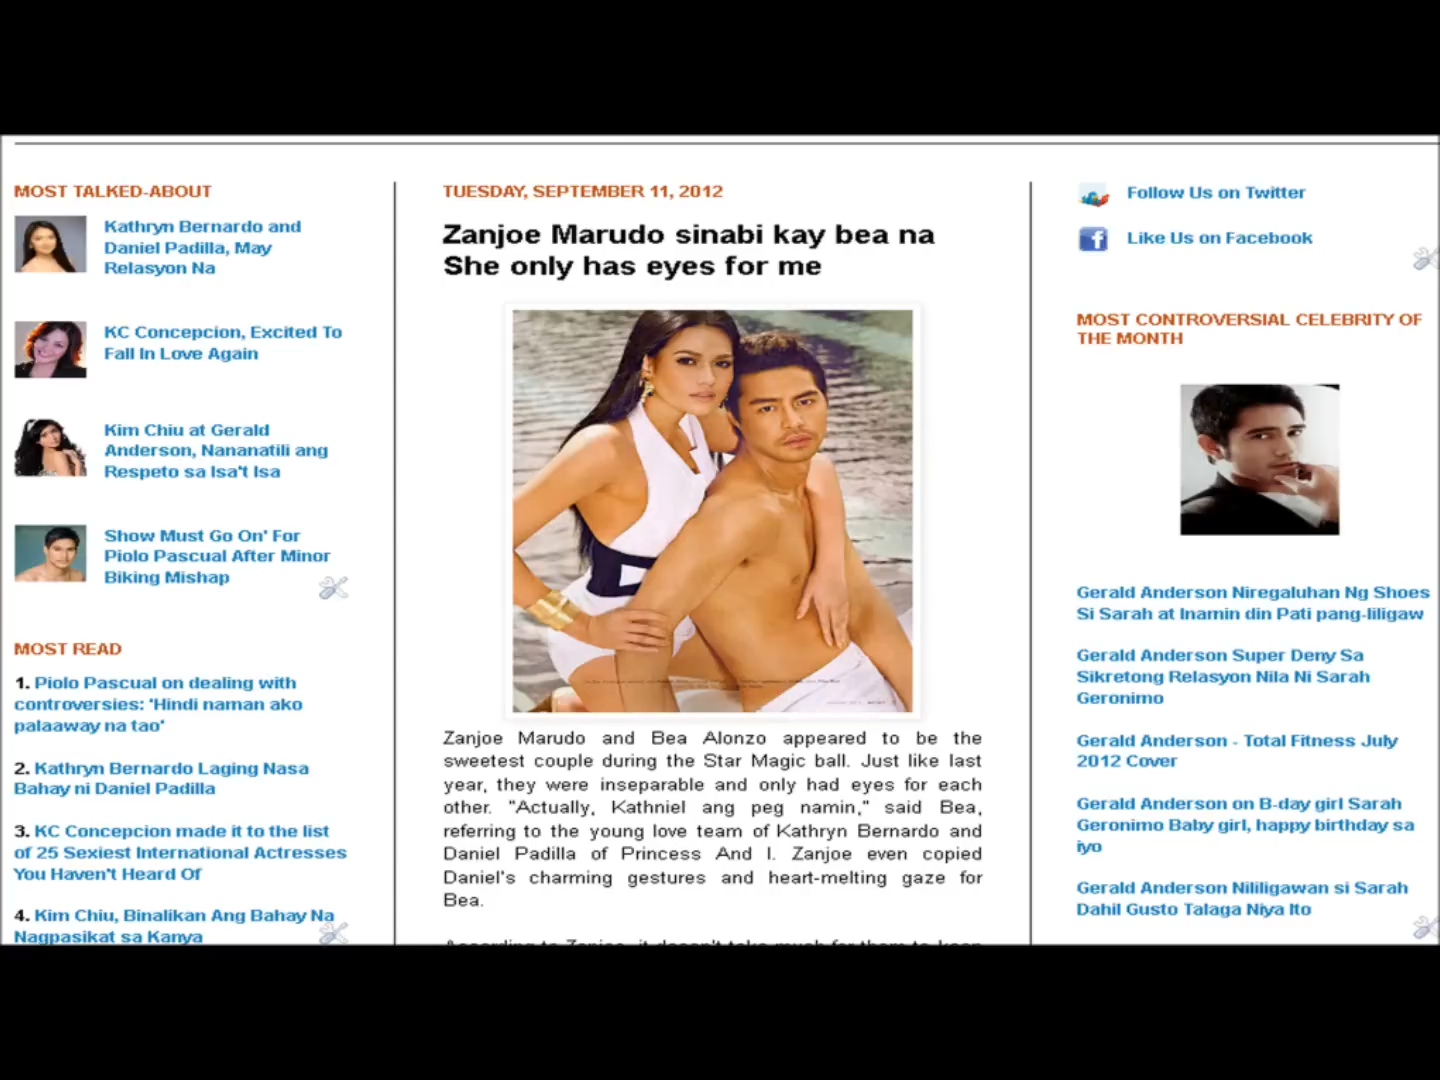 MOST TALKED-ABOUT
Kathryn Bernardo and
Daniel Padilla, May
Relasyon Na
KC Concepcion, Excited To
Fall In Love Again
Kim Chiu at Gerald
Anderson, Nananatili ang
Respeto sa Isa't Isa
Show Must Go On' For
Piolo Pascual After Minor
Biking Mishap
MOST READ
1. Piolo Pascual on dealing with
controversies: 'Hindi naman ako
palaaway na tao'
2. Kathryn Bernardo Laging Nasa
Bahay ni Daniel Padilla
3. KC Concepcion made it to the list
of 25 Sexiest International Actresses
You Haven't Heard Of
4. Kim Chiu, Binalikan Ang Bahay Na
Nagpasikat sa Kanya
TUESDAY, SEPTEMBER 11, 2012
Zanjoe Marudo sinabi kay bea na
She only has eyes for me
Zanjoe Marudo and Bea Alonzo appeared to be the
sweetest couple during the Star Magic ball. Just like last
year, they were inseparable and only had eyes for each
other. "Actually, Kathniel ang peg namin," said Bea,
referring to the young love team of Kathryn Bernardo and
Daniel Padilla of Princess And I. Zanjoe even copied
Daniel's charming gestures and heart-melting gaze for
Bea.
Follow Us on Twitter
Like Us on Facebook
MOST CONTROVERSIAL CELEBRITY OF
THE MONTH
Gerald Anderson Niregaluhan Ng Shoes
Si Sarah at Inamin din Pati pang-liligaw
Gerald Anderson Super Deny Sa
Sikretong Relasyon Nila Ni Sarah
Geronimo
Gerald Anderson - Total Fitness July
2012 Cover
Gerald Anderson on B-day girl Sarah
Geronimo Baby girl, happy birthday sa
iyo
Gerald Anderson Nililigawan si Sarah
Dahil Gusto Talaga Niya Ito